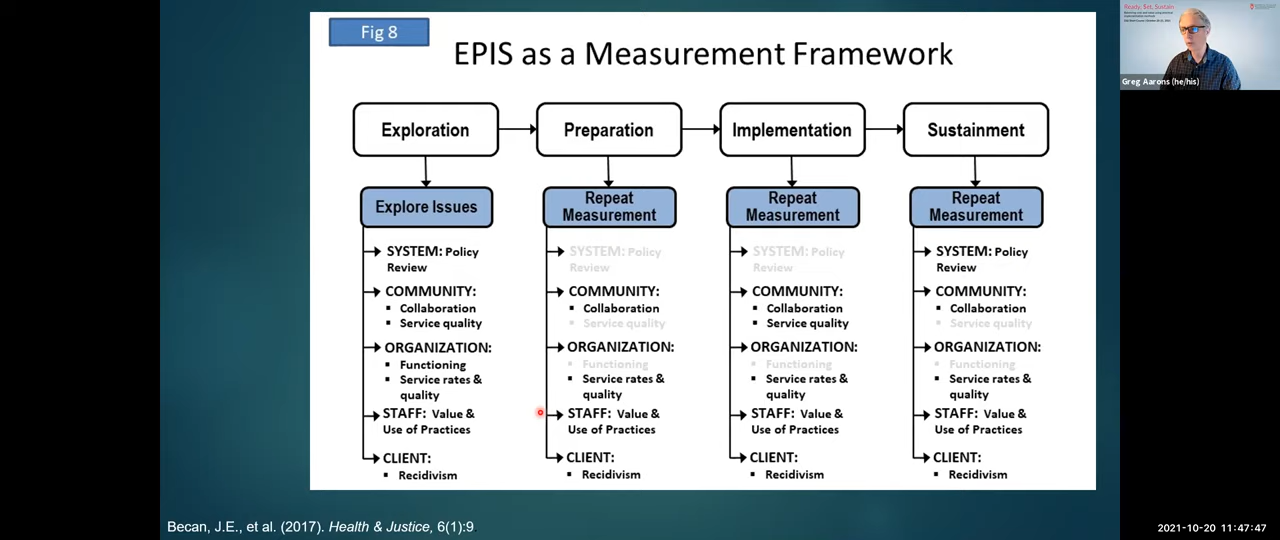 Fig 8
EPIS as a Measurement Framework
Exploration
Preparation
Implementation
Sustainment
Explore Issues
Repeat
Measurement
Repeat
Measurement
Repeat
Measurement
SYSTEM: Policy
Review
COMMUNITY:
▪ Collaboration
▪ Service quality
ORGANIZATION:
▪ Functioning
▪ Service rates &
quality
STAFF: Value &
Use of Practices
CLIENT:
▪ Recidivism
SYSTEM: Policy
Review
COMMUNITY:
▪ Collaboration
▪ Service quality
ORGANIZATION:
▪ Functioning
▪ Service rates &
quality
STAFF: Value &
Use of Practices
CLIENT:
▪ Recidivism
SYSTEM: Policy
Review
COMMUNITY:
▪ Collaboration
▪ Service quality
ORGANIZATION:
▪ Functioning
▪ Service rates &
quality
STAFF: Value &
Use of Practices
CLIENT:
▪ Recidivism
SYSTEM: Policy
Review
COMMUNITY:
▪ Collaboration
▪ Service quality
ORGANIZATION:
▪ Functioning
▪ Service rates &
quality
STAFF: Value &
Use of Practices
CLIENT:
▪ Recidivism
Becan, J.E., et al. (2017). Health & Justice, 6(1):9
Ready, Set, Sustain
Greg Aarons (he/his)
2021-10-20 11:47:47